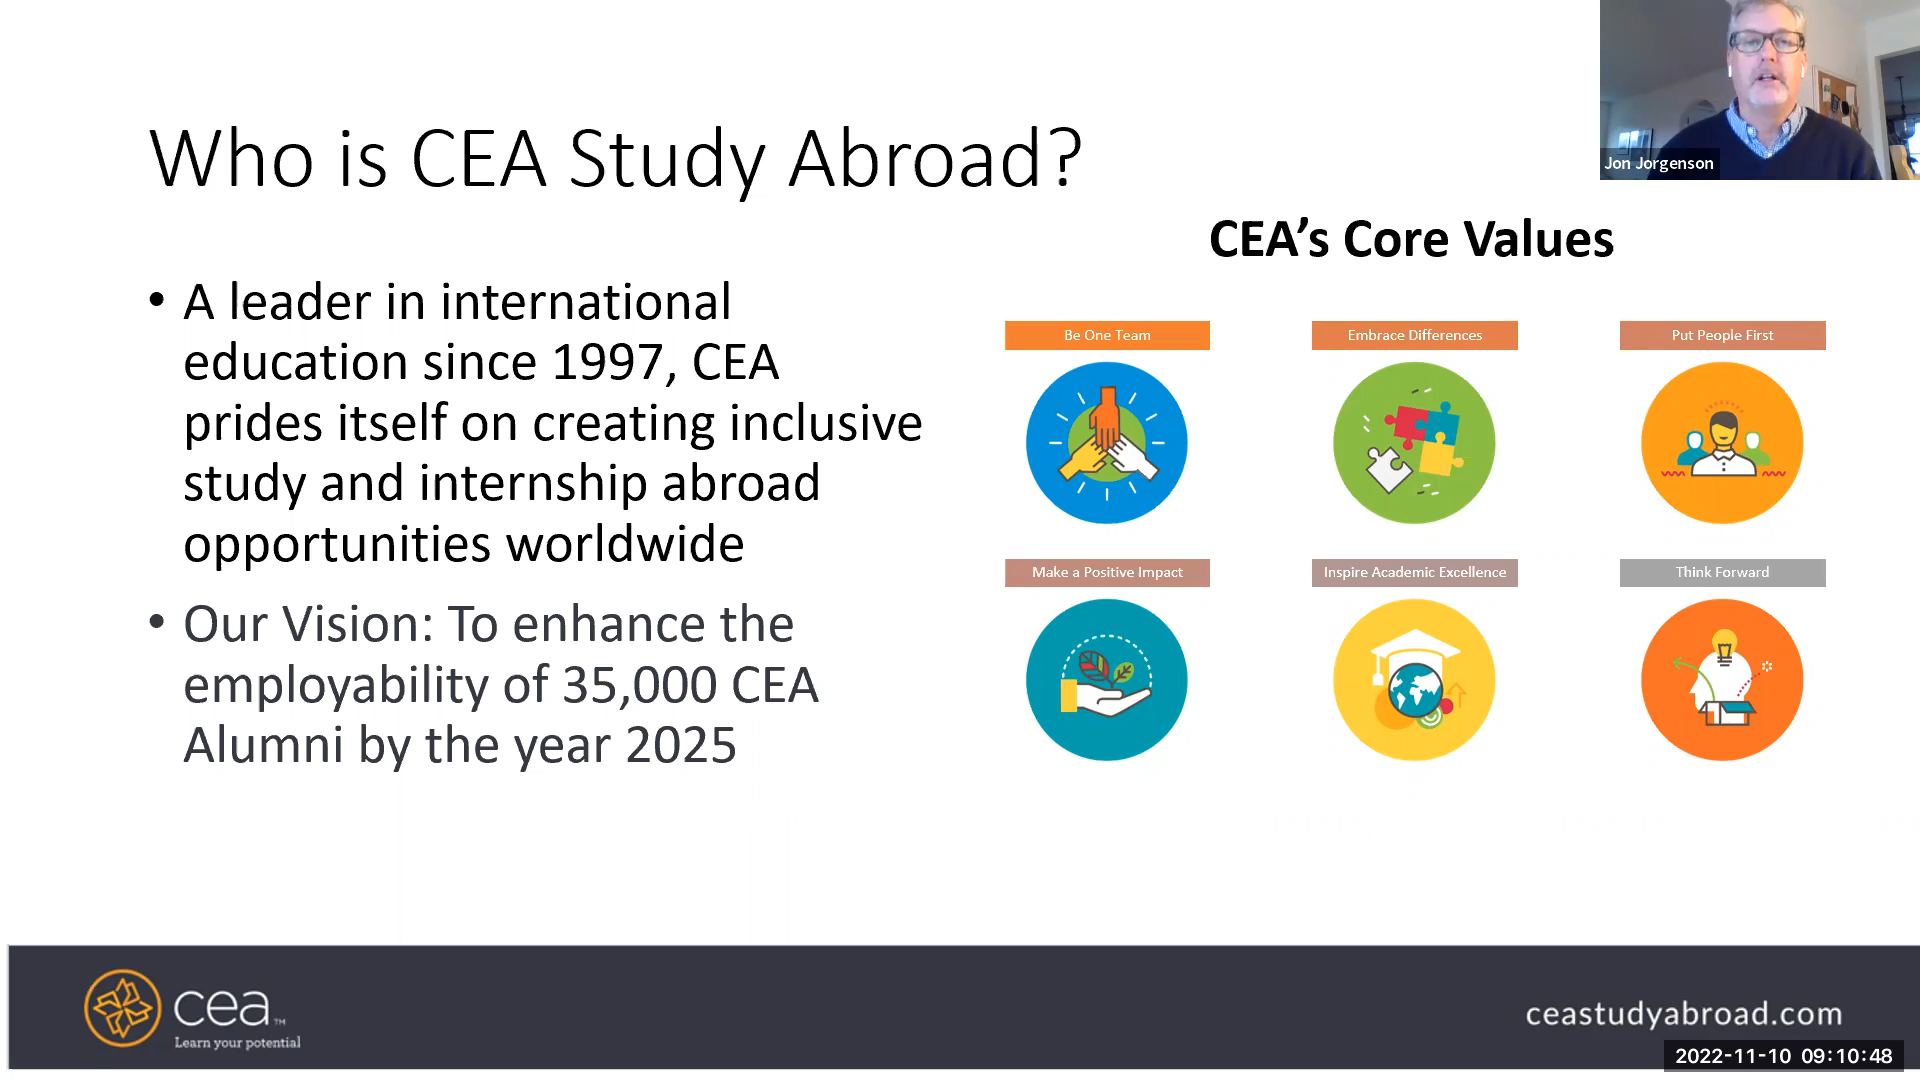 Jon Jorgenson
Who is CEA Study Abroad?
• A leader in international
education since 1997, CEA
prides itself on creating inclusive
study and internship abroad
opportunities worldwide
• Our Vision: To enhance the
employability of 35,000 CEA
Alumni by the year 2025
CEA’s Core Values
Be One Team
Embrace Differences
Put People First
Make a Positive Impact
Inspire Academic Excellence
Think Forward
cea™
Learn your potential
ceastudyabroad.com
2022-11-10 09:10:48